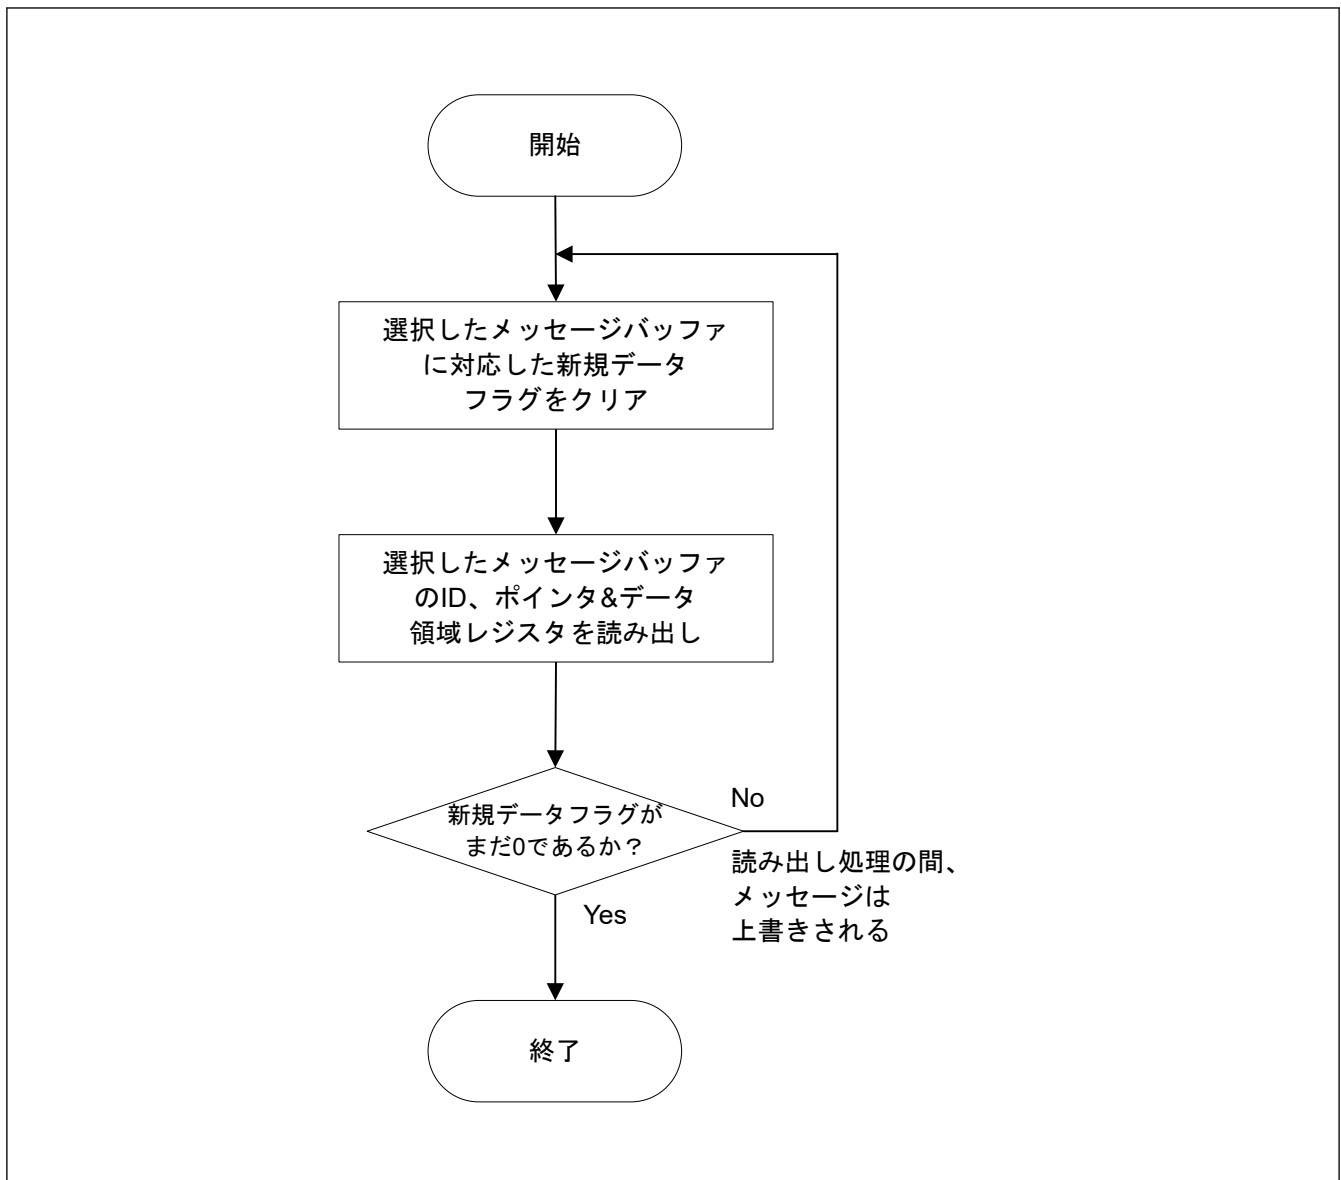 開始
選択したメッセージバッファ
に対応した新規データ
フラグをクリア
選択したメッセージバッファ
のID、ポインタ&データ
領域レジスタを読み出し
新規データフラグが
まだ0であるか？
No
読み出し処理の間、
メッセージは
上書きされる
Yes
終了